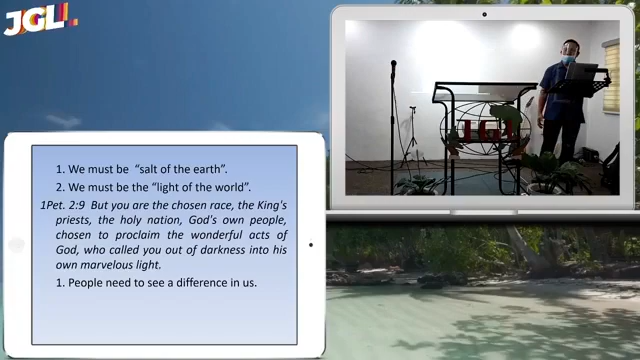 JGL
1. We must be "salt of the earth".
2. We must be the "light of the world".
1Pet. 2:9 But you are the chosen race, the King's
priests, the holy nation, God's own people,
chosen to proclaim the wonderful acts of
God, who called you out of darkness into his
own marvelous light.
1. People need to see a difference in us.
JGL